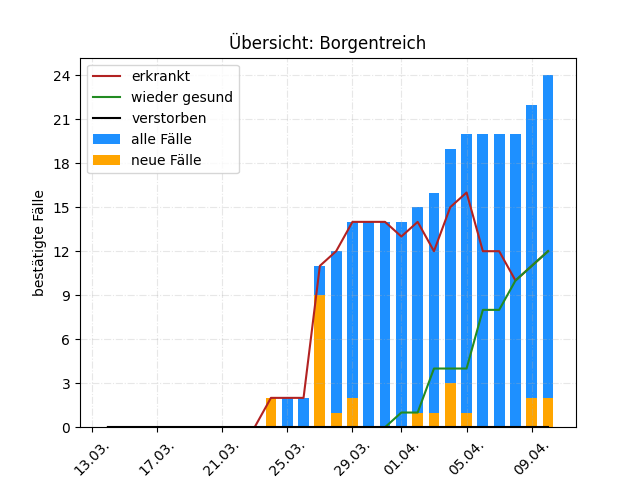 Übersicht: Borgentreich
erkrankt
wieder gesund
verstorben
alle Fälle
neue Fälle
bestätigte Fälle
24
21
18
15
12
9
6
3
0
13.03.
17.03.
21.03.
25.03.
29.03.
01.04.
05.04.
09.04.